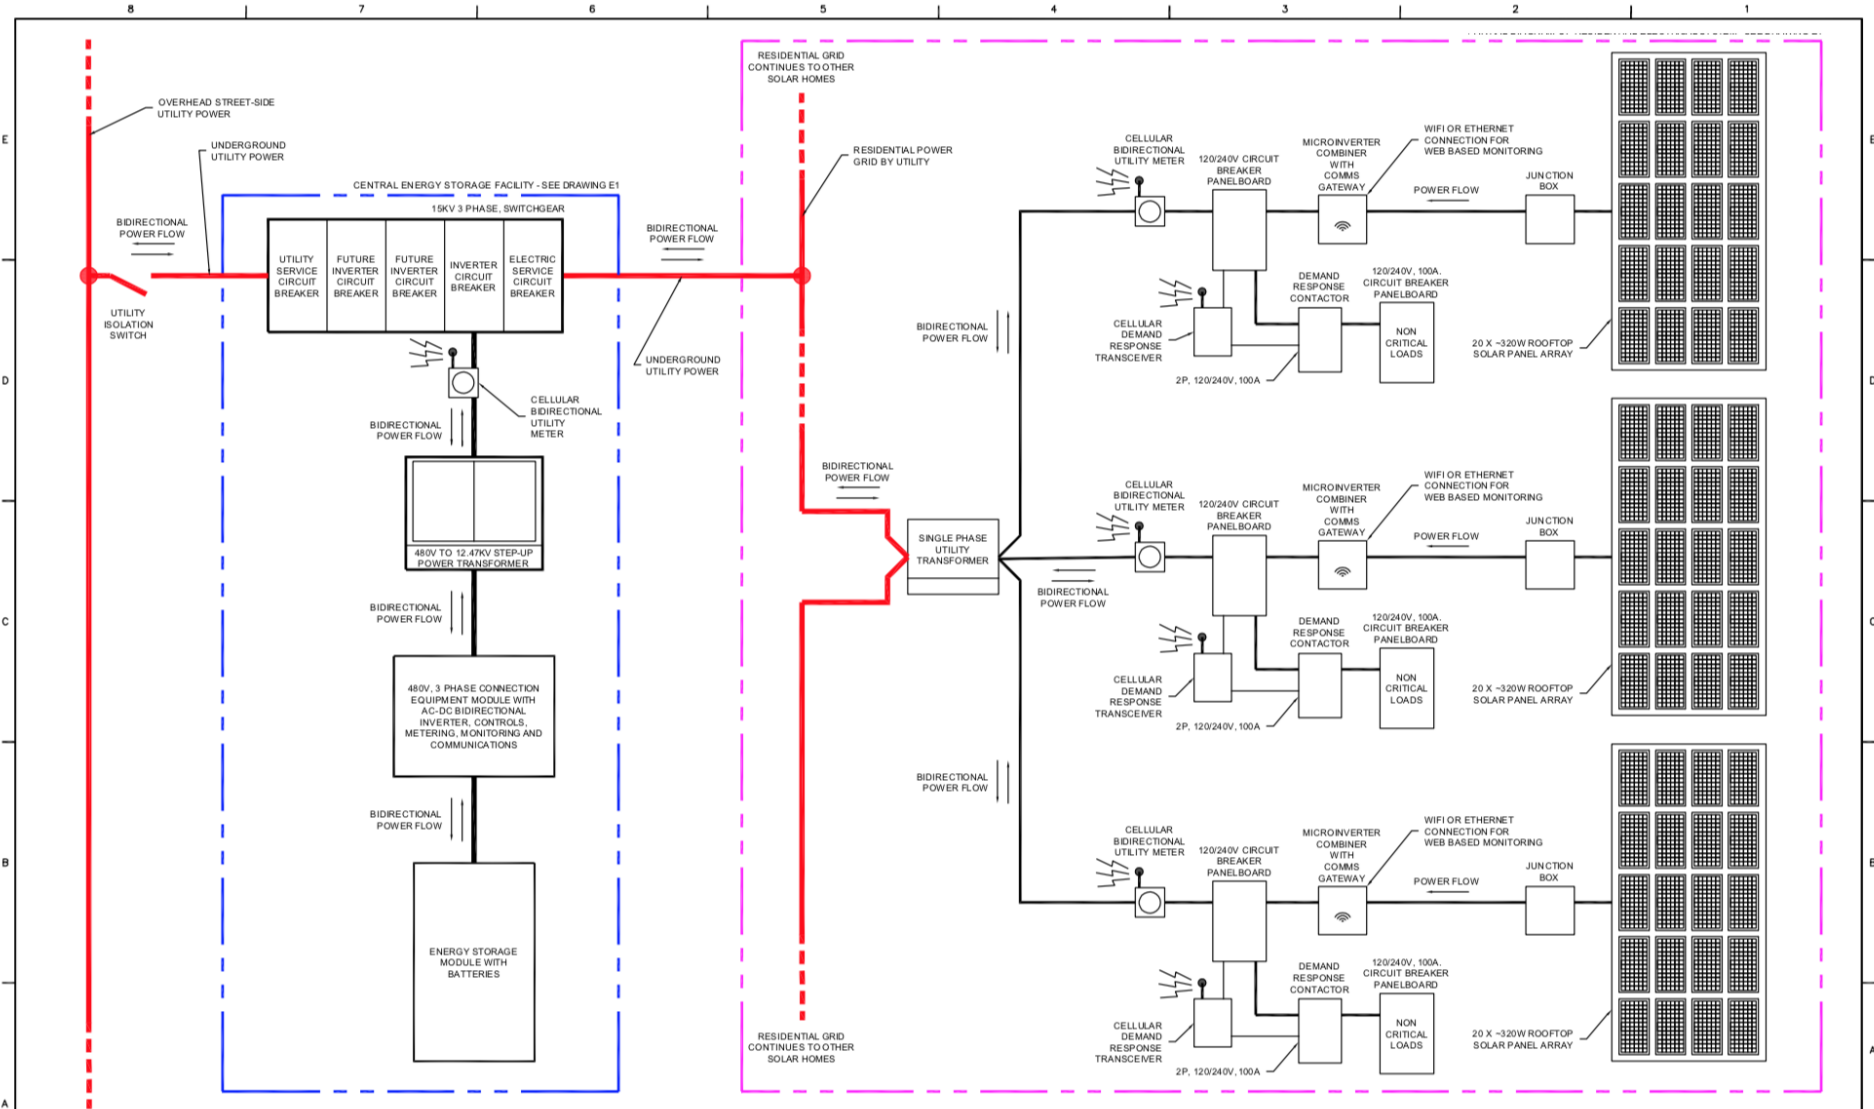 8
7
6
5
4
3
2
1
E
D
C
B
A
OVERHEAD STREET-SIDE
UTILITY POWER
UNDERGROUND
UTILITY POWER
BIDIRECTIONAL
POWER FLOW
UTILITY
ISOLATION
SWITCH
CENTRAL ENERGY STORAGE FACILITY - SEE DRAWING E1
15KV 3 PHASE, SWITCHGEAR
UTILITY
SERVICE
CIRCUIT
BREAKER
FUTURE
INVERTER
CIRCUIT
BREAKER
FUTURE
INVERTER
CIRCUIT
BREAKER
INVERTER
CIRCUIT
BREAKER
ELECTRIC
SERVICE
CIRCUIT
BREAKER
CELLULAR
BIDIRECTIONAL
UTILITY
METER
BIDIRECTIONAL
POWER FLOW
480V TO 12.47KV STEP-UP
POWER TRANSFORMER
BIDIRECTIONAL
POWER FLOW
480V, 3 PHASE CONNECTION
EQUIPMENT MODULE WITH
AC-DC BIDIRECTIONAL
INVERTER, CONTROLS,
METERING, MONITORING AND
COMMUNICATIONS
BIDIRECTIONAL
POWER FLOW
ENERGY STORAGE
MODULE WITH
BATTERIES
BIDIRECTIONAL
POWER FLOW
UNDERGROUND
UTILITY POWER
RESIDENTIAL GRID
CONTINUES TO OTHER
SOLAR HOMES
RESIDENTIAL POWER
GRID BY UTILITY
BIDIRECTIONAL
POWER FLOW
SINGLE PHASE
UTILITY
TRANSFORMER
RESIDENTIAL GRID
CONTINUES TO OTHER
SOLAR HOMES
BIDIRECTIONAL
POWER FLOW
BIDIRECTIONAL
POWER FLOW
BIDIRECTIONAL
POWER FLOW
CELLULAR
BIDIRECTIONAL
UTILITY METER
120/240V CIRCUIT
BREAKER
PANELBOARD
MICROINVERTER
COMBINER
WITH
COMMS
GATEWAY
WIFI OR ETHERNET
CONNECTION FOR
WEB BASED MONITORING
POWER FLOW
JUNCTION
BOX
CELLULAR
DEMAND
RESPONSE
TRANSCEIVER
DEMAND
RESPONSE
CONTACTOR
120/240V, 100A.
CIRCUIT BREAKER
PANELBOARD
NON
CRITICAL
LOADS
2P, 120/240V, 100A
20 X ~320W ROOFTOP
SOLAR PANEL ARRAY
CELLULAR
BIDIRECTIONAL
UTILITY METER
120/240V CIRCUIT
BREAKER
PANELBOARD
MICROINVERTER
COMBINER
WITH
COMMS
GATEWAY
WIFI OR ETHERNET
CONNECTION FOR
WEB BASED MONITORING
POWER FLOW
JUNCTION
BOX
CELLULAR
DEMAND
RESPONSE
TRANSCEIVER
DEMAND
RESPONSE
CONTACTOR
120/240V, 100A.
CIRCUIT BREAKER
PANELBOARD
NON
CRITICAL
LOADS
2P, 120/240V, 100A
20 X ~320W ROOFTOP
SOLAR PANEL ARRAY
CELLULAR
BIDIRECTIONAL
UTILITY METER
120/240V CIRCUIT
BREAKER
PANELBOARD
MICROINVERTER
COMBINER
WITH
COMMS
GATEWAY
WIFI OR ETHERNET
CONNECTION FOR
WEB BASED MONITORING
POWER FLOW
JUNCTION
BOX
CELLULAR
DEMAND
RESPONSE
TRANSCEIVER
DEMAND
RESPONSE
CONTACTOR
120/240V, 100A.
CIRCUIT BREAKER
PANELBOARD
NON
CRITICAL
LOADS
2P, 120/240V, 100A
20 X ~320W ROOFTOP
SOLAR PANEL ARRAY